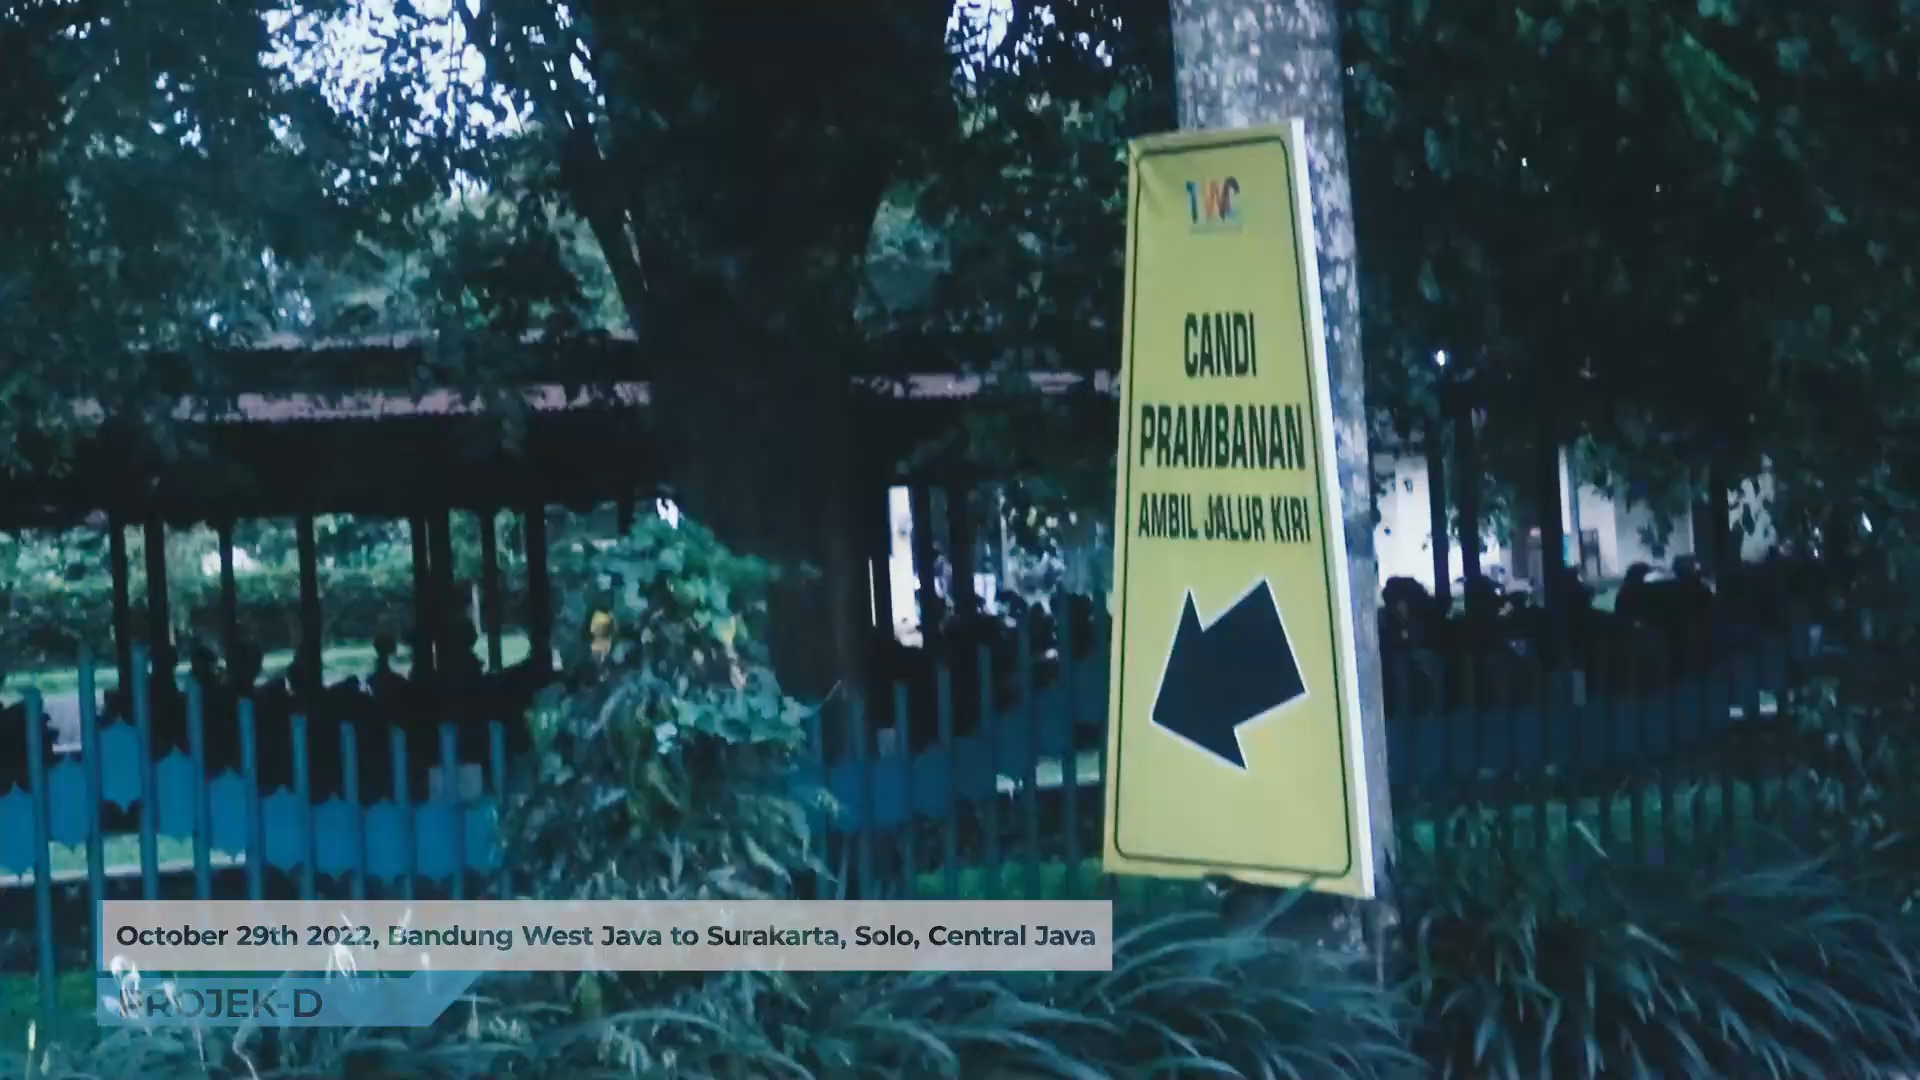 TWC
CANDI
PRAMBANAN
AMBIL JALUR KIRI
October 29th 2022, Bandung West Java to Surakarta, Solo, Central Java
PROJEK-D